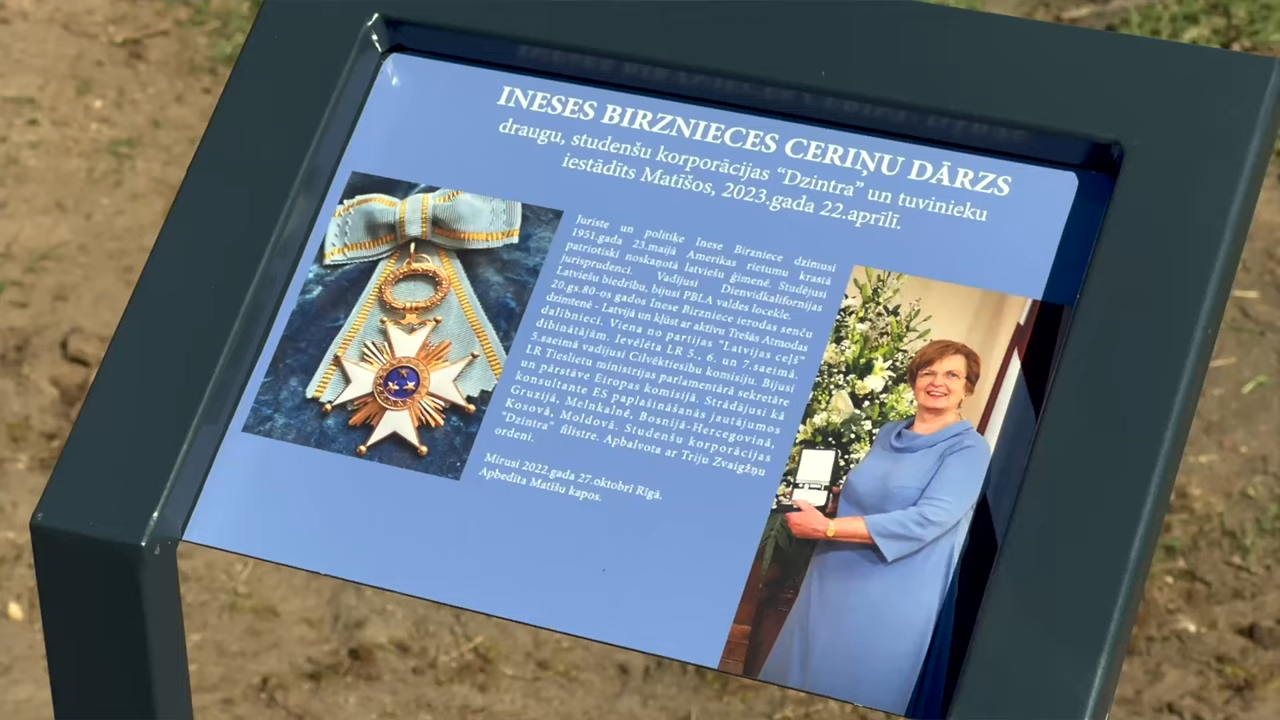 INESES BIRZNIECES CERIŅU DĀRZS
draugu, studenšu korporācijas “Dzintra” un tuvinieku
iestādīts Matīšos, 2023.gada 22.aprīlī.
Juriste un politiķe Inese Birzniece dzimusi
1951.gada 23.maijā Amerikas rietumu krastā
patriotiski noskaņotā latviešu ģimenē. Studējusi
jurisprudenci. Vadījusi Dienvidkalifornijas
Latviešu biedrību, bijusi PBLA valdes locekle.
20.gs.80-os gados Inese Birzniece ierodas senču
dzimtenē - Latvijā un kļūst ar aktīvu Trešās Atmodas
dalībnieci. Viena no partijas "Latvijas ceļš"
dibinātājām. Ievēlēta LR 5., 6. un 7.saeimā.
5.saeimā vadījusi Cilvēktiesību komisiju. Bijusi
LR Tieslietu ministrijas parlamentārā sekretāre
un pārstāve Eiropas komisijā. Strādājusi kā
konsultante ES paplašināšanās jautājumos
Gruzijā, Melnkalnē, Bosnijā-Hercegovinā,
Kosovā, Moldovā. Studenšu korporācijas
"Dzintra" filistre. Apbalvota ar Triju Zvaigžņu
ordeni.
Mirusi 2022.gada 27.oktobrī Rīgā.
Apbedīta Matīšu kapos.